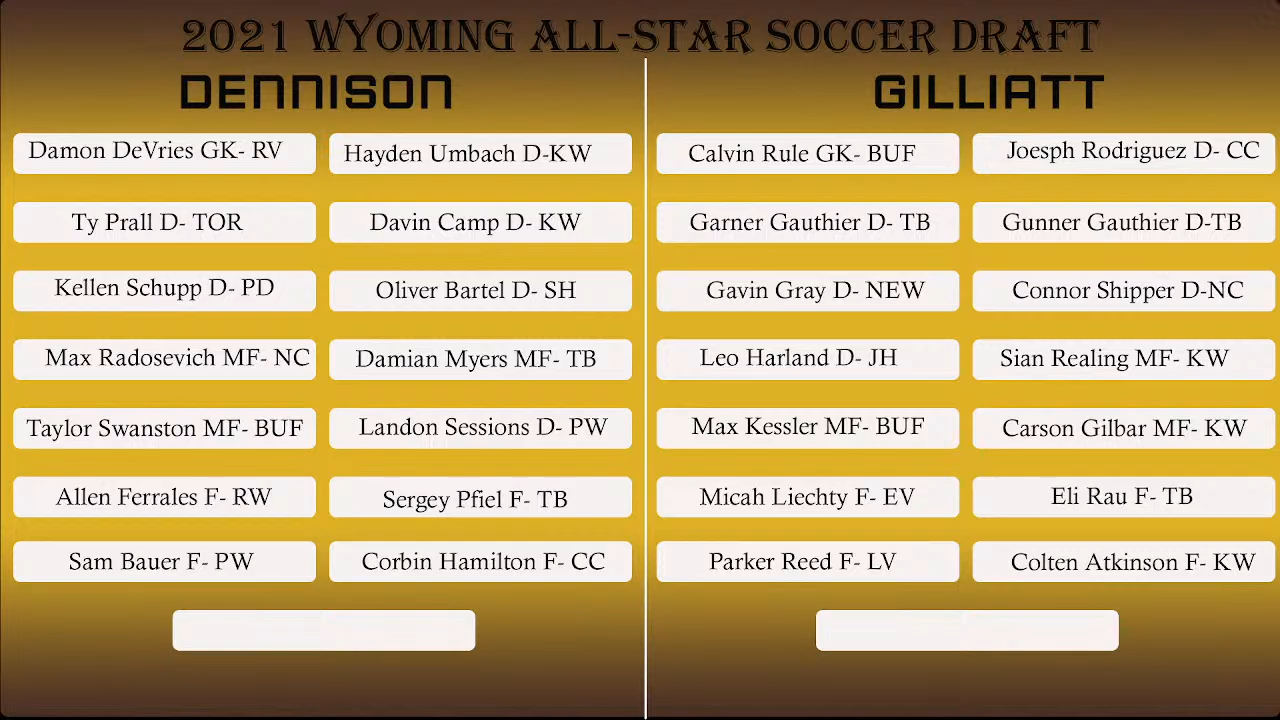 2021 WYOMING ALL-STAR SOCCER DRAFT
DENNISON
Damon DeVries GK- RV
Hayden Umbach D-KW
Ty Prall D- TOR
Davin Camp D- KW
Kellen Schupp D- PD
Oliver Bartel D- SH
Max Radosevich MF- NC
Damian Myers MF- TB
Taylor Swanston MF- BUF
Landon Sessions D- PW
Allen Ferrales F- RW
Sergey Pfiel F- TB
Sam Bauer F- PW
Corbin Hamilton F- CC
GILLIATT
Calvin Rule GK- BUF
Joesph Rodriguez D- CC
Garner Gauthier D- TB
Gunner Gauthier D-TB
Gavin Gray D- NEW
Connor Shipper D-NC
Leo Harland D- JH
Sian Realing MF- KW
Max Kessler MF- BUF
Carson Gilbar MF- KW
Micah Liechty F- EV
Eli Rau F- TB
Parker Reed F- LV
Colten Atkinson F- KW